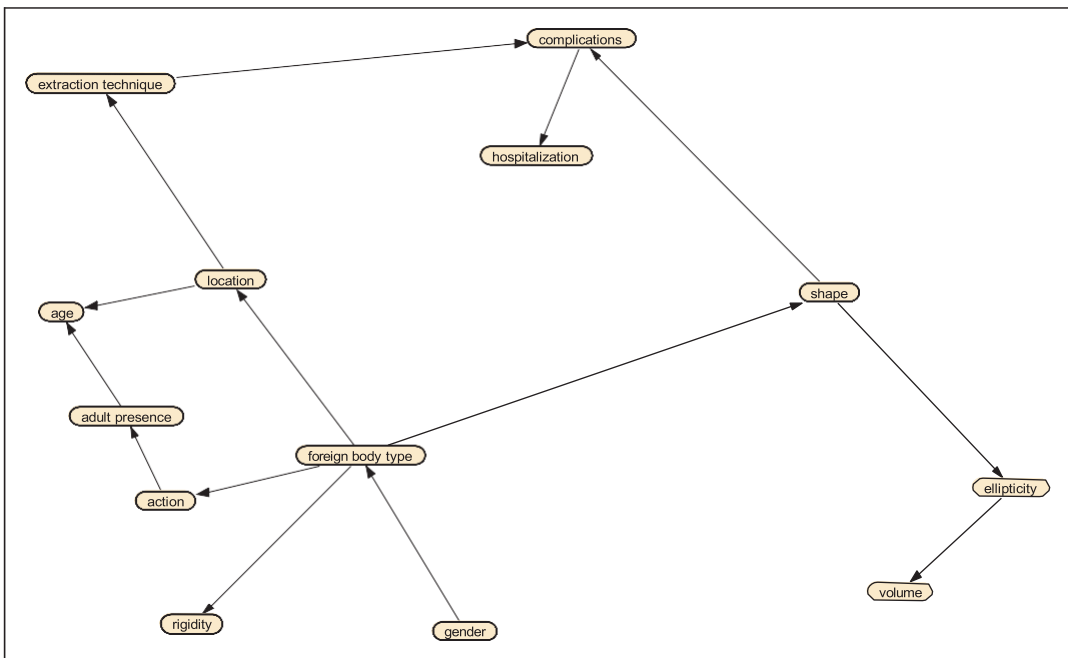 complications
extraction technique
hospitalization
location
shape
age
adult presence
foreign body type
ellipticity
action
volume
rigidity
gender